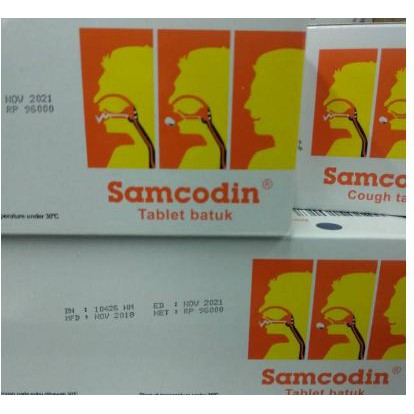 NOV 2021
RP 96000
Samcodin®
Tablet batuk
perature under 30°C
Samco
Cough ta
BN : 10426 HM ED : NOV 2021
MFD : NOV 2018 HET : RP 96000
Samcodin®
Tablet batuk